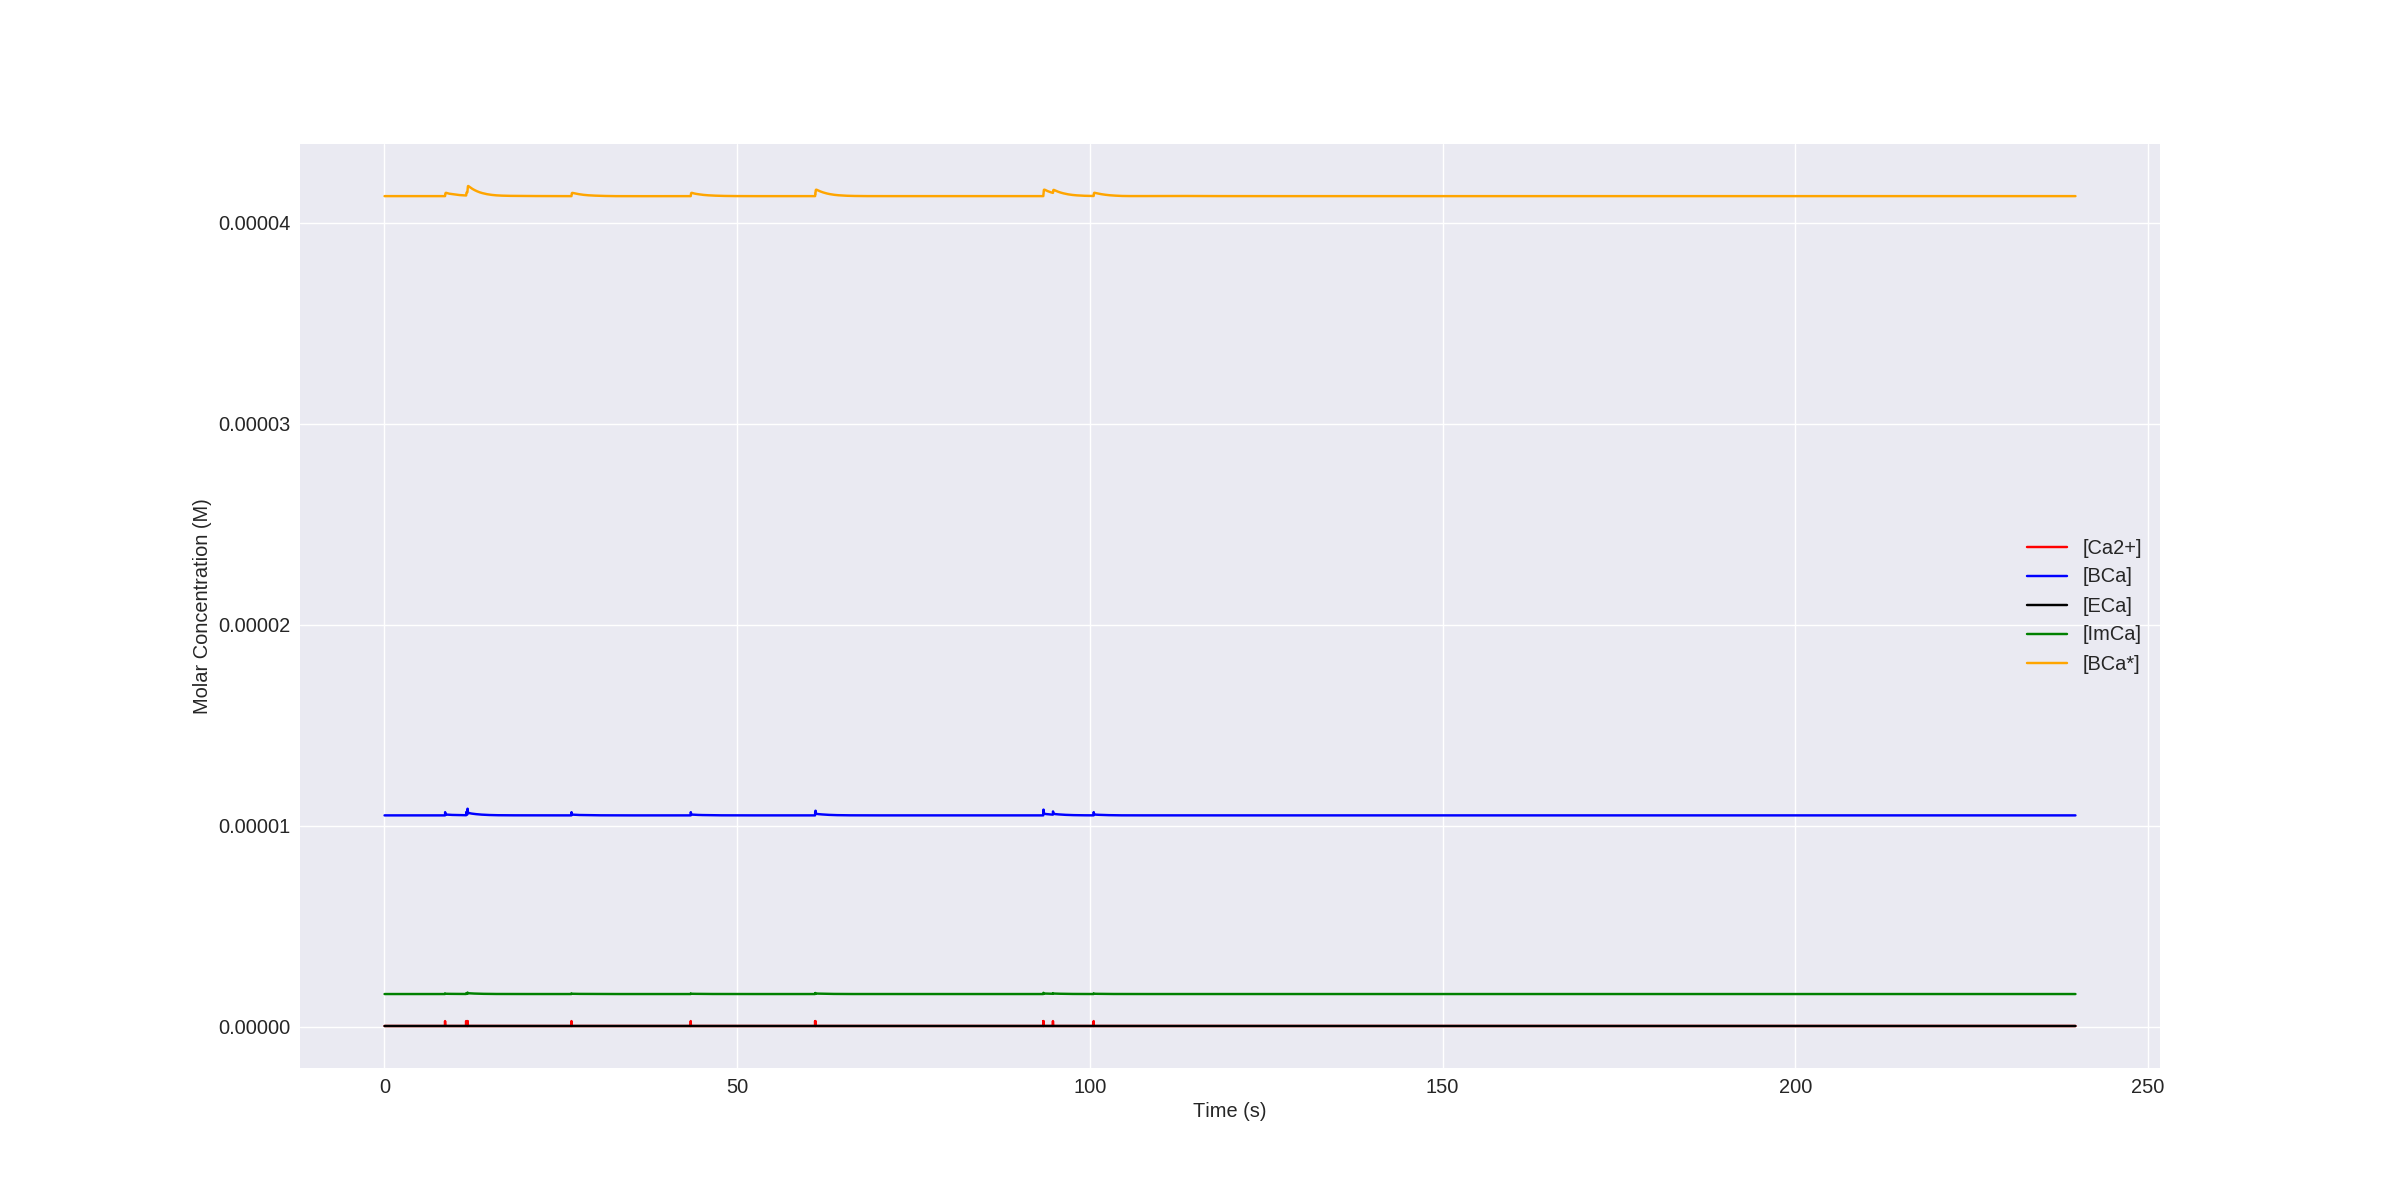 0.00004
0.00003
0.00002
0.00001
0.00000
Molar Concentration (M)
[Ca2+]
[BCa]
[ECa]
[ImCa]
[BCa*]
0 50 100 150 200 250
Time (s)